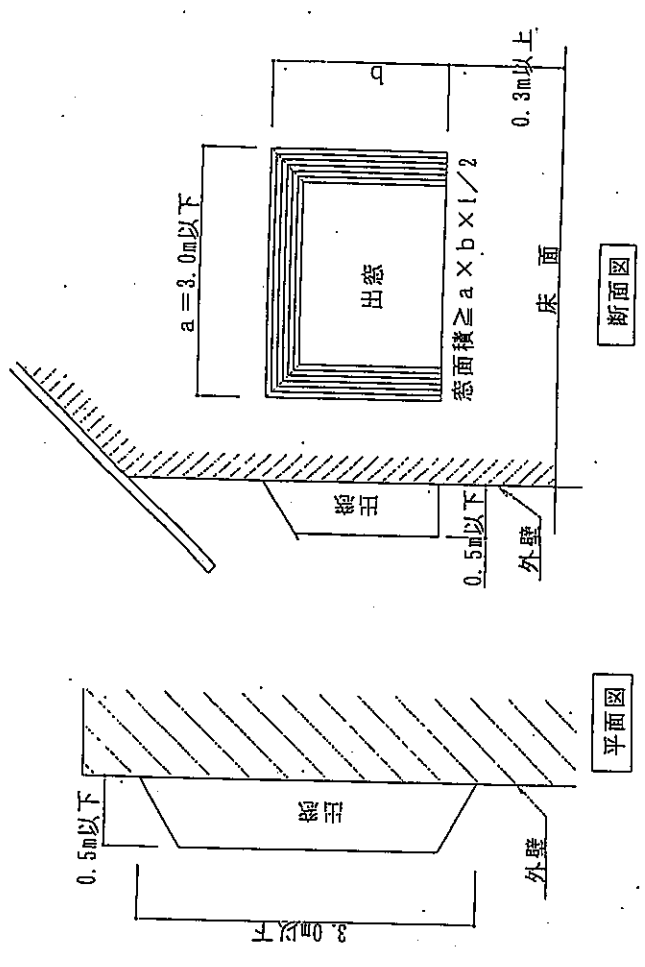 3.0m以下
0.5m以下
出窓
外壁
平面図
出窓
0.5m以下
外壁
a=3.0m以下
出窓
窓面積≧a×b×1/2
b
0.3m以上
床面
断面図